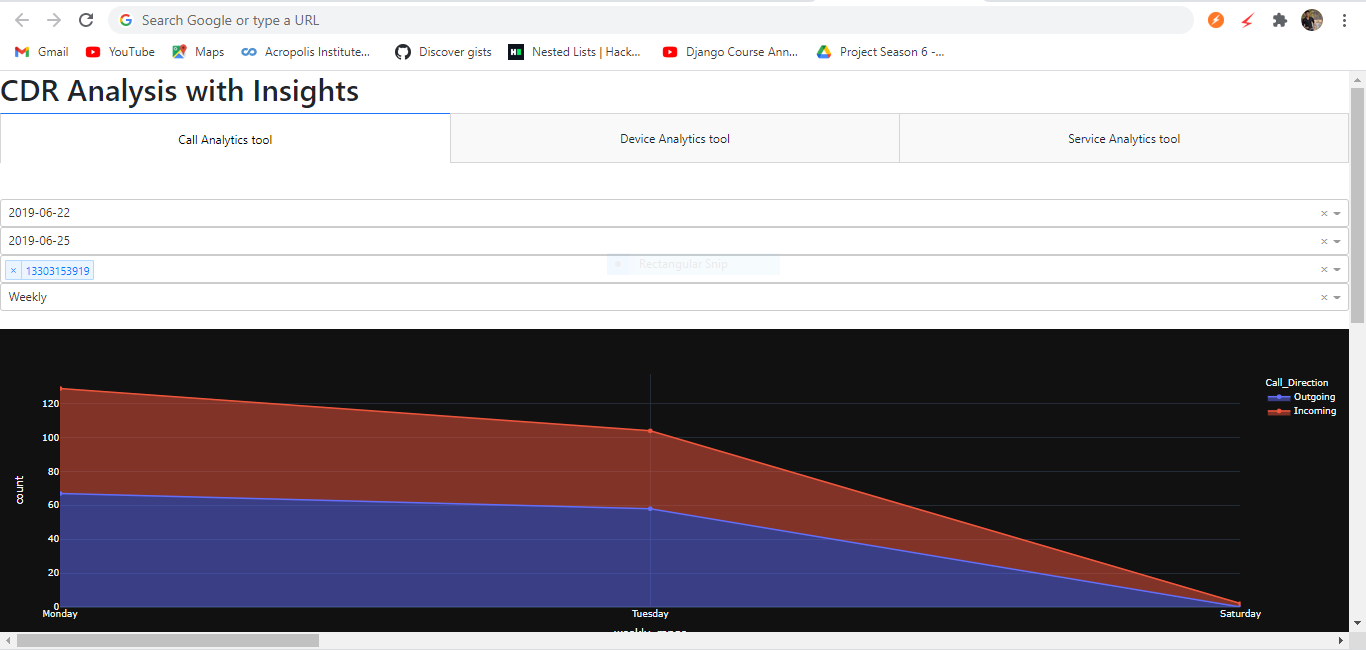 Search Google or type a URL
Gmail YouTube Maps Acropolis Institute... Discover gists Nested Lists | Hack... Django Course Ann... Project Season 6 -...
CDR Analysis with Insights
Call Analytics tool Device Analytics tool Service Analytics tool
2019-06-22
2019-06-25
× 13303153919
Rectangular Snip
Weekly
Call_Direction
Outgoing
Incoming
120
100
80
60
40
20
0
count
Monday Tuesday Saturday